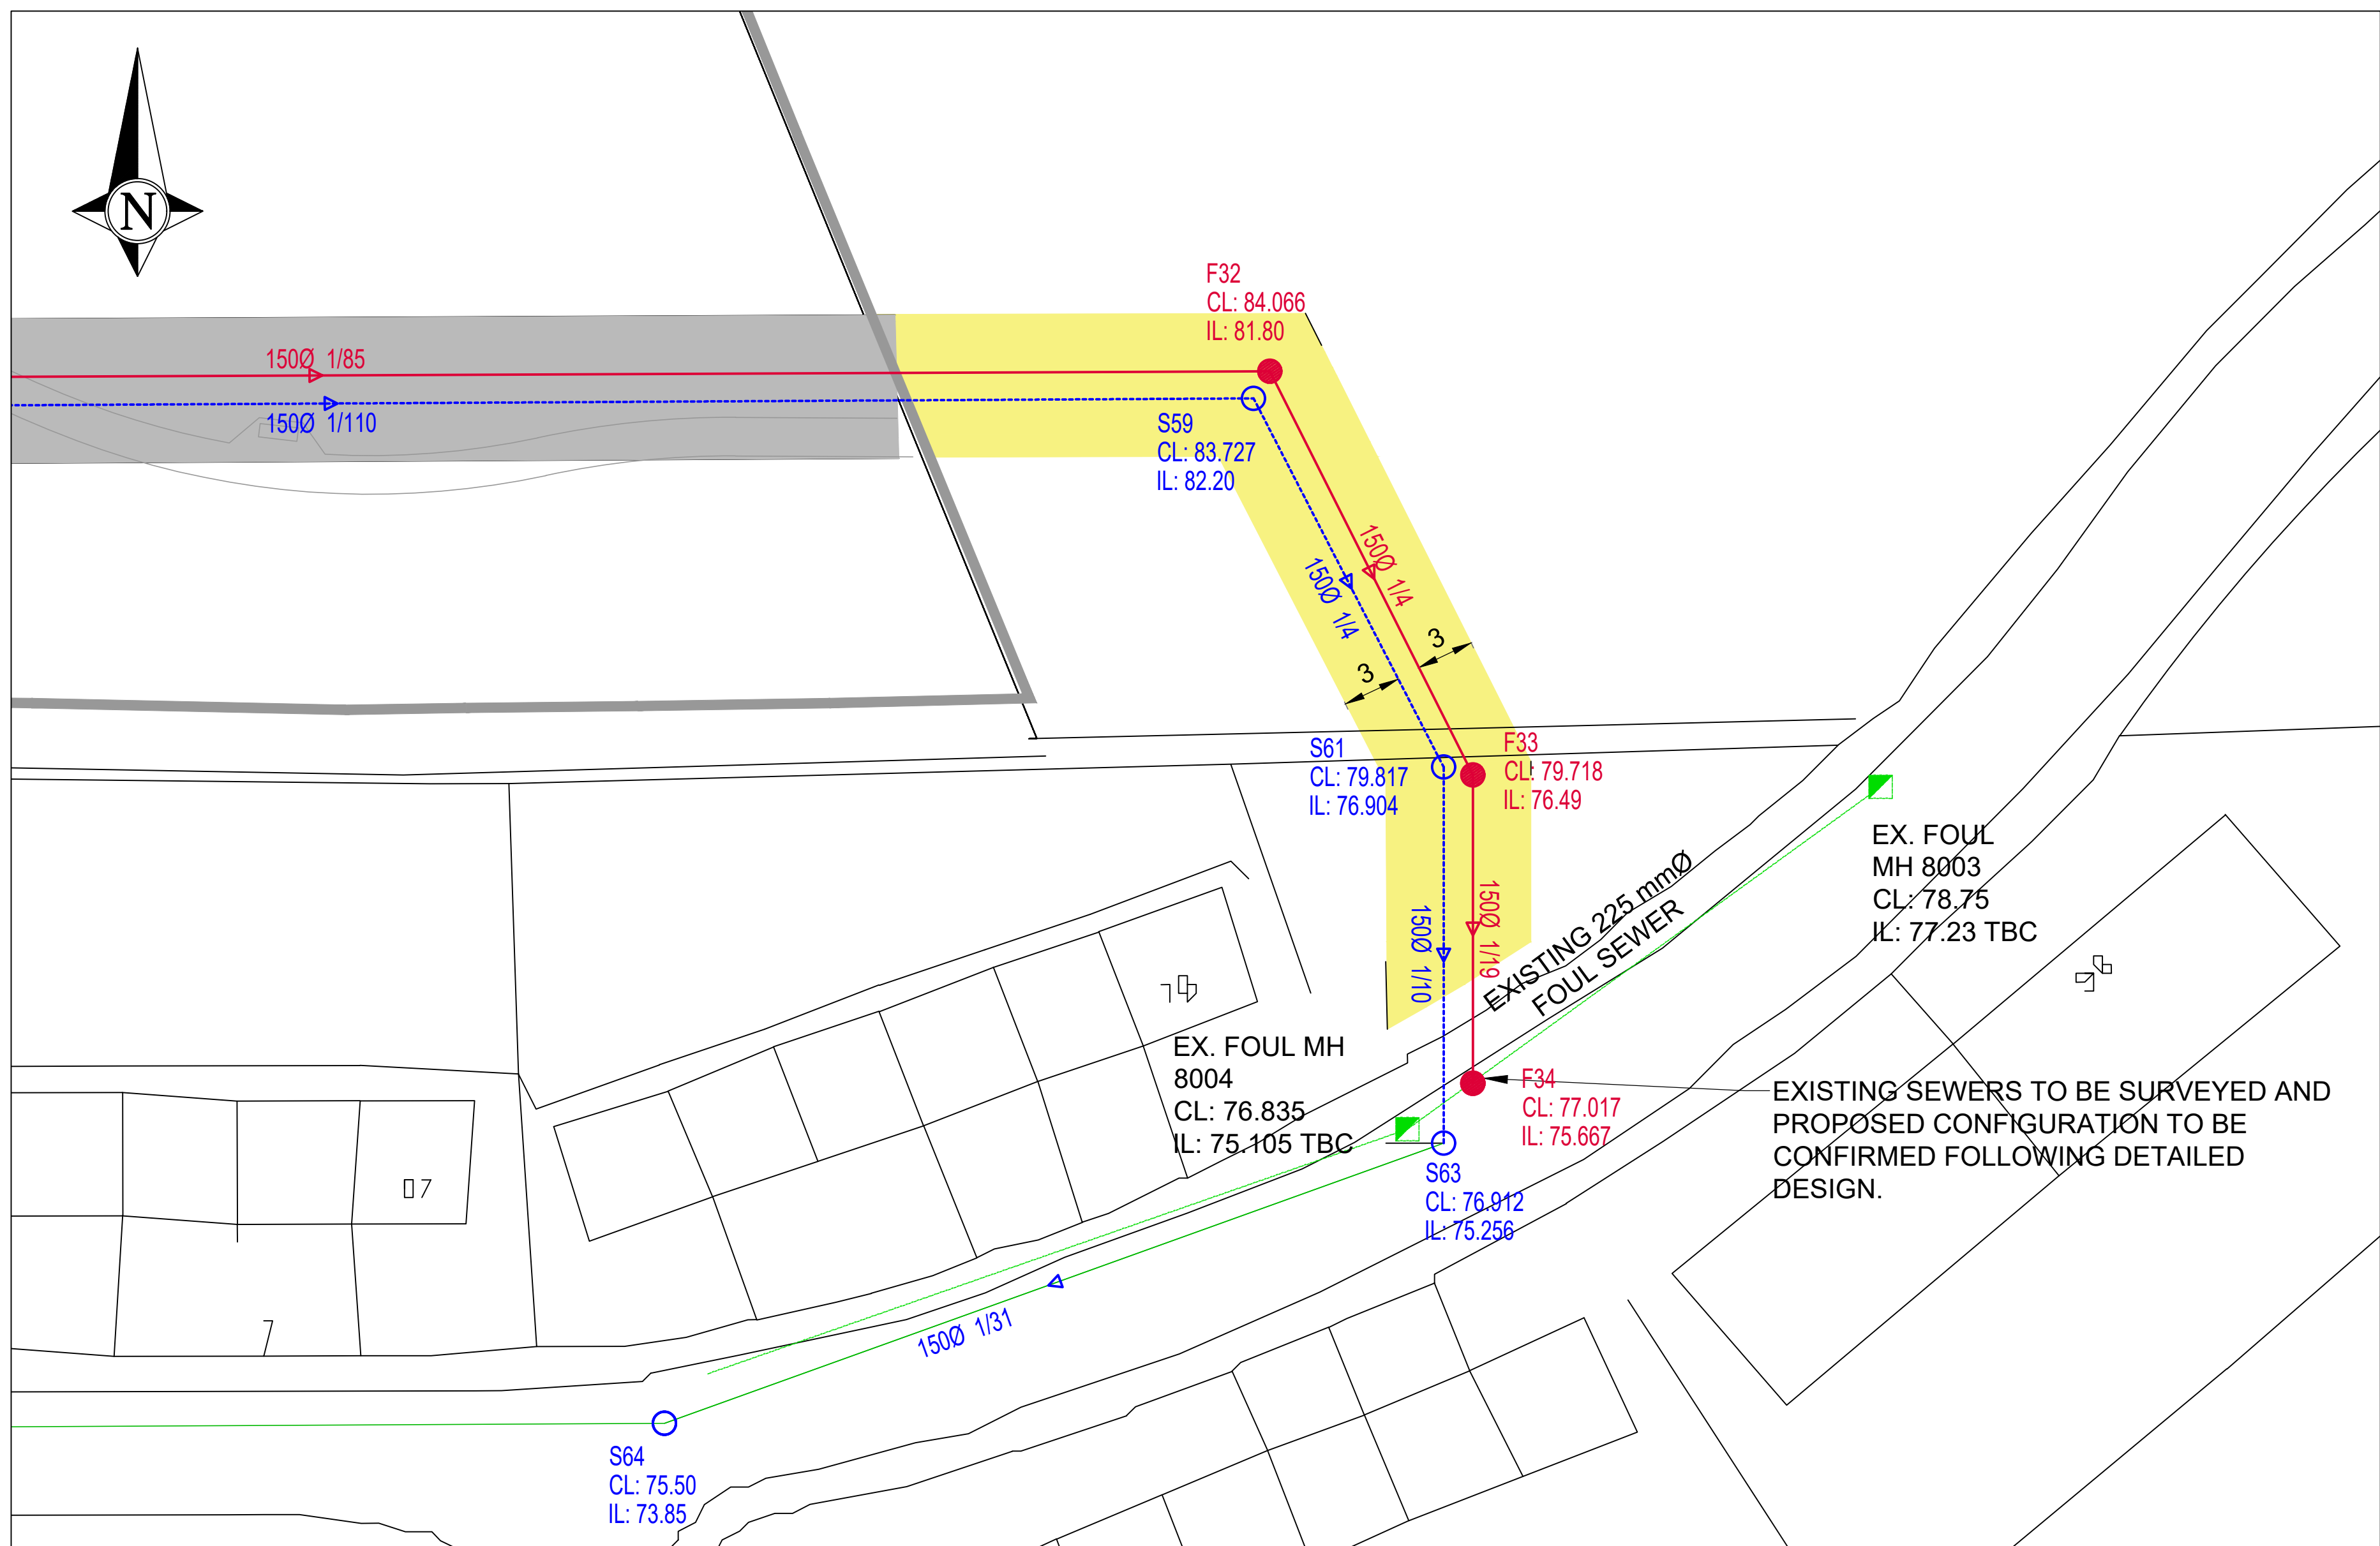 N
F32
CL: 84.066
IL: 81.80
150Ø 1/85
150Ø 1/110
S59
CL: 83.727
IL: 82.20
150Ø 1/4
150Ø 1/4
3
3
S61
CL: 79.817
IL: 76.904
F33
CL: 79.718
IL: 76.49
150Ø 1/10
150Ø 1/19
EXISTING 225 mmØ
FOUL SEWER
EX. FOUL
MH 8003
CL: 78.75
IL: 77.23 TBC
EX. FOUL MH
8004
CL: 76.835
IL: 75.105 TBC
F34
CL: 77.017
IL: 75.667
EXISTING SEWERS TO BE SURVEYED AND
PROPOSED CONFIGURATION TO BE
CONFIRMED FOLLOWING DETAILED
DESIGN.
S63
CL: 76.912
IL: 75.256
150Ø 1/31
S64
CL: 75.50
IL: 73.85